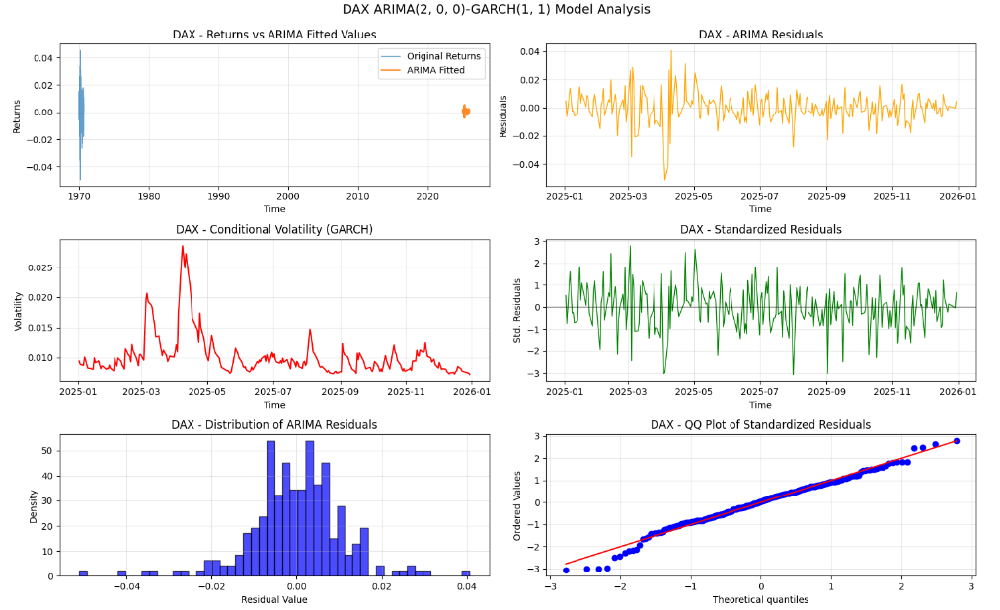 DAX ARIMA(2, 0, 0)-GARCH(1, 1) Model Analysis
DAX - Returns vs ARIMA Fitted Values
Original Returns
ARIMA Fitted
Returns
0.04
0.02
0.00
−0.02
−0.04
1970 1980 1990 2000 2010 2020
Time
DAX - ARIMA Residuals
Residuals
0.04
0.02
0.00
−0.02
−0.04
2025-01 2025-03 2025-05 2025-07 2025-09 2025-11 2026-01
Time
DAX - Conditional Volatility (GARCH)
Volatility
0.025
0.020
0.015
0.010
2025-01 2025-03 2025-05 2025-07 2025-09 2025-11 2026-01
Time
DAX - Standardized Residuals
Std. Residuals
3
2
1
0
−1
−2
−3
2025-01 2025-03 2025-05 2025-07 2025-09 2025-11 2026-01
Time
DAX - Distribution of ARIMA Residuals
Density
50
40
30
20
10
0
−0.04 −0.02 0.00 0.02 0.04
Residual Value
DAX - QQ Plot of Standardized Residuals
Ordered Values
3
2
1
0
−1
−2
−3
−3 −2 −1 0 1 2 3
Theoretical quantiles